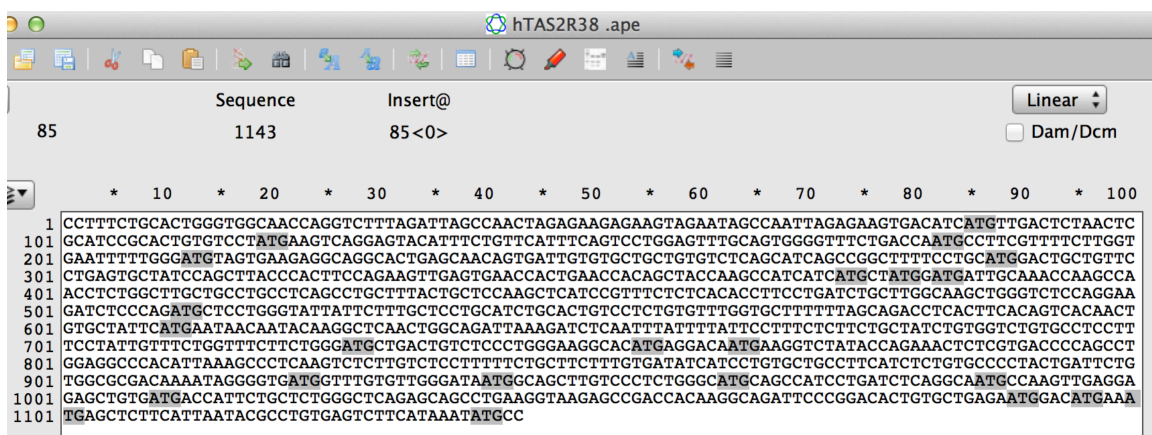 hTAS2R38 .ape
Sequence Insert@ Linear
85 1143 85<0> Dam/Dcm
* 10 * 20 * 30 * 40 * 50 * 60 * 70 * 80 * 90 * 100
1 CCTTTCTGCACTGGGTGGCAACCAGGTCTTTAGATTAGCCAACTAGAGAAGAGAAGTAGAATAGCCAATTAGAGAAGTGACATCATGTTGACTCTAACTC
101 GCATCCGCACTGTGTCCTATGAAGTCAGGAGTACATTTCTGTTCATTTCAGTCCTGGAGTTTGCAGTGGGGTTTCTGACCAATGCCTTCGTTTTCTTGGT
201 GAATTTTTGGGATGTAGTGAAGAGGCAGGCACTGAGCAACAGTGATTGTGTGCTGCTGTGTCTCAGCATCAGCCGGCTTTTCCTGCATGGACTGCTGTTC
301 CTGAGTGCTATCCAGCTTACCCACTTCCAGAAGTTGAGTGAACCACTGAACCACAGCTACCAAGCCATCATCATGCTATGGATGATTGCAAACCAAGCCA
401 ACCTCTGGCTTGCTGCCTGCCTCAGCCTGCTTTACTGCTCCAAGCTCATCCGTTTCTCTCACACCTTCCTGATCTGCTTGGCAAGCTGGGTCTCCAGGAA
501 GATCTCCCAGATGCTCCTGGGTATTATTCTTTGCTCCTGCATCTGCACTGTCCTCTGTGTTTGGTGCTTTTTTAGCAGACCTCACTTCACAGTCACAACT
601 GTGCTATTCATGAATAACAATACAAGGCTCAACTGGCAGATTAAAGATCTCAATTTATTTTATTCCTTTCTCTTCTGCTATCTGTGGTCTGTGCCTCCTT
701 TCCTATTGTTTCTGGTTTCTTCTGGGATGCTGACTGTCTCCCTGGGAAGGCACATGAGGACAATGAAGGTCTATACCAGAAACTCTCGTGACCCCAGCCT
801 GGAGGCCCACATTAAAGCCCTCAAGTCTCTTGTCTCCTTTTTCTGCTTCTTTGTGATATCATCCTGTGCTGCCTTCATCTCTGTGCCCCTACTGATTCTG
901 TGGCGCGACAAAATAGGGGTGATGGTTTGTGTTGGGATAATGGCAGCTTGTCCCTCTGGGCATGCAGCCATCCTGATCTCAGGCAATGCCAAGTTGAGGA
1001 GAGCTGTGATGACCATTCTGCTCTGGGCTCAGAGCAGCCTGAAGGTAAGAGCCGACCACAAGGCAGATTCCCGGACACTGTGCTGAGAATGGACATGAAA
1101 TGAGCTCTTCATTAATACGCCTGTGAGTCTTCATAAATATGCC